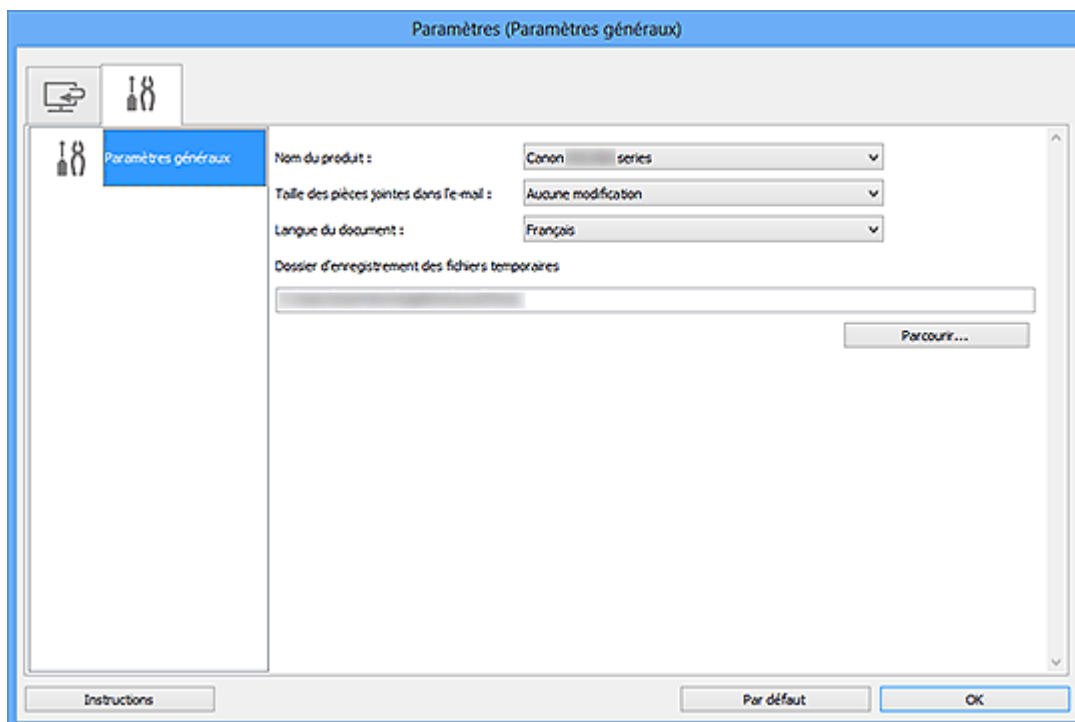 Paramètres (Paramètres généraux)
Paramètres généraux
Nom du produit :
Canon series
Taille des pièces jointes dans l'e-mail :
Aucune modification
Langue du document :
Français
Dossier d'enregistrement des fichiers temporaires
Parcourir...
Instructions
Par défaut
OK